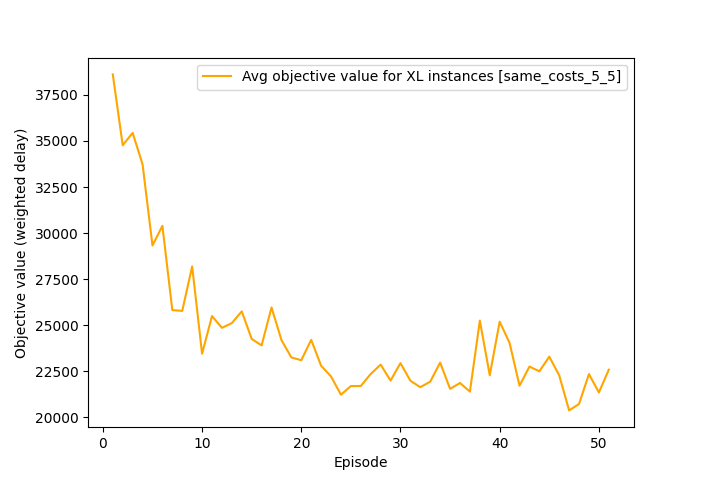 Avg objective value for XL instances [same_costs_5_5]
Objective value (weighted delay)
37500
35000
32500
30000
27500
25000
22500
20000
0 10 20 30 40 50
Episode